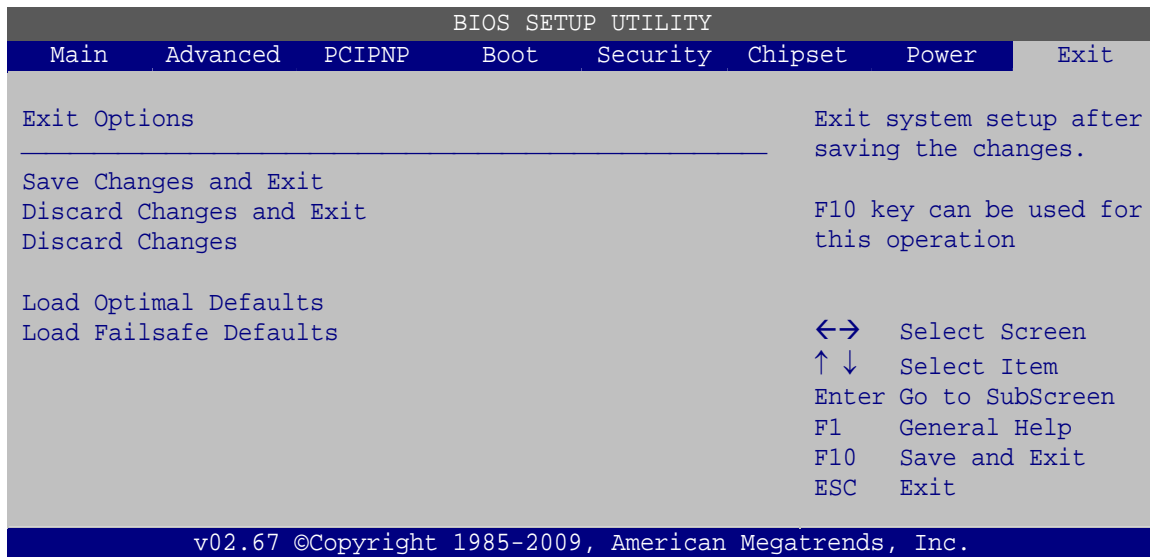 BIOS SETUP UTILITY
Main Advanced PCIPNP Boot Security Chipset Power Exit
Exit Options
Save Changes and Exit
Discard Changes and Exit
Discard Changes
Load Optimal Defaults
Load Failsafe Defaults
Exit system setup after
saving the changes.
F10 key can be used for
this operation
←→ Select Screen
↑ ↓ Select Item
Enter Go to SubScreen
F1 General Help
F10 Save and Exit
ESC Exit
v02.67 ©Copyright 1985-2009, American Megatrends, Inc.